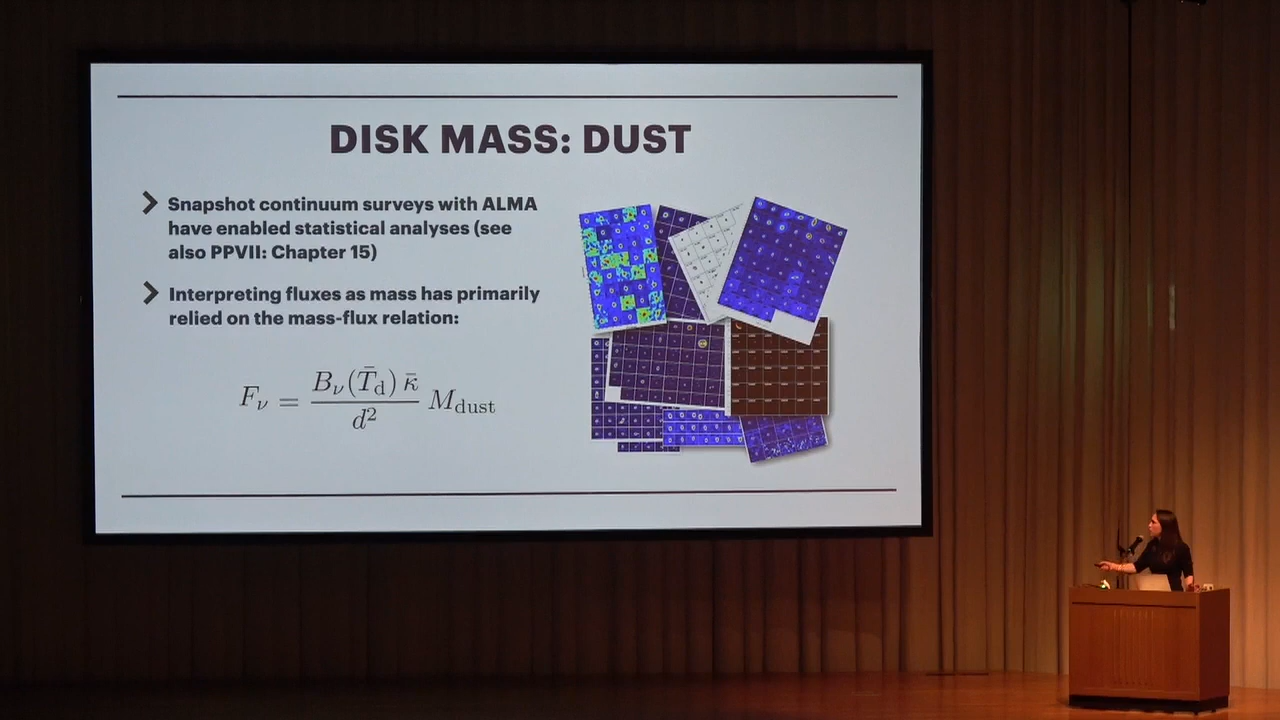 DISK MASS: DUST
Snapshot continuum surveys with ALMA
have enabled statistical analyses (see
also PPVII: Chapter 15)
Interpreting fluxes as mass has primarily
relied on the mass-flux relation:
F_ν = B_ν(T̄_d) κ̄ / d² M_dust